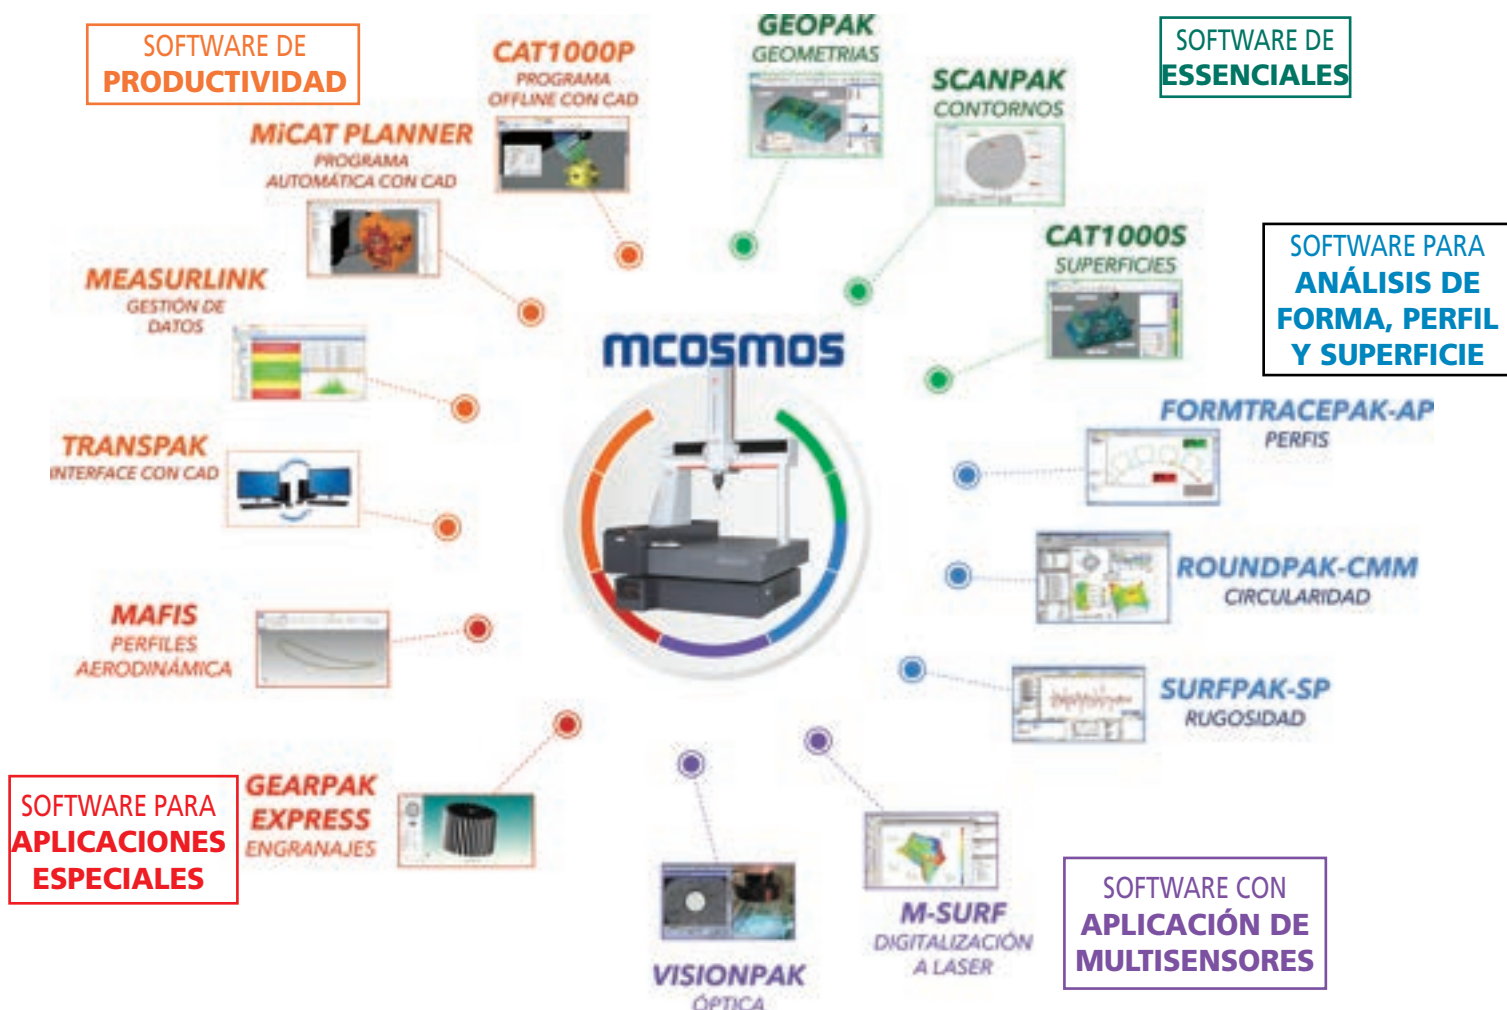 SOFTWARE DE
PRODUCTIVIDAD
CAT1000P
PROGRAMA
OFFLINE CON CAD
GEOPAK
GEOMETRIAS
SCANPAK
CONTORNOS
SOFTWARE DE
ESSENCIALES
MiCAT PLANNER
PROGRAMA
AUTOMÁTICA CON CAD
CAT1000S
SUPERFICIES
SOFTWARE PARA
ANÁLISIS DE
FORMA, PERFIL
Y SUPERFICIE
MEASURLINK
GESTIÓN DE
DATOS
mcosmos
FORMTRACEPAK-AP
PERFIS
TRANSPAK
INTERFACE CON CAD
ROUNDPAK-CMM
CIRCULARIDAD
MAFIS
PERFILES
AERODINÁMICA
SURFPAK-SP
RUGOSIDAD
SOFTWARE PARA
APLICACIONES
ESPECIALES
GEARPAK
EXPRESS
ENGRANAJES
VISIONPAK
ÓPTICA
M-SURF
DIGITALIZACIÓN
A LASER
SOFTWARE CON
APLICACIÓN DE
MULTISENSORES